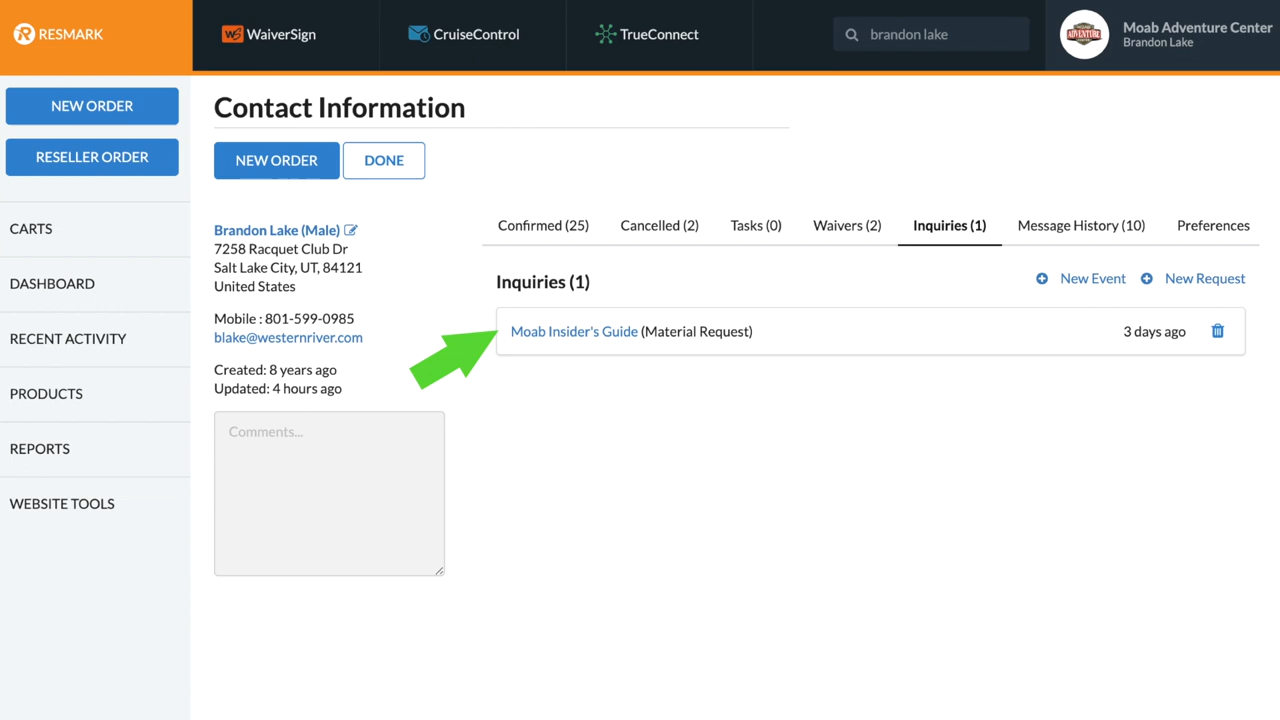 RESMARK
WaiverSign
CruiseControl
TrueConnect
brandon lake
ADVENTURE
Moab Adventure Center
Brandon Lake
NEW ORDER
RESELLER ORDER
CARTS
DASHBOARD
RECENT ACTIVITY
PRODUCTS
REPORTS
WEBSITE TOOLS
Contact Information
NEW ORDER
DONE
Brandon Lake (Male)
7258 Racquet Club Dr
Salt Lake City, UT, 84121
United States
Mobile : 801-599-0985
blake@westernriver.com
Created: 8 years ago
Updated: 4 hours ago
Comments...
Confirmed (25) Cancelled (2) Tasks (0) Waivers (2) Inquiries (1) Message History (10) Preferences
Inquiries (1)
New Event New Request
Moab Insider's Guide (Material Request) 3 days ago